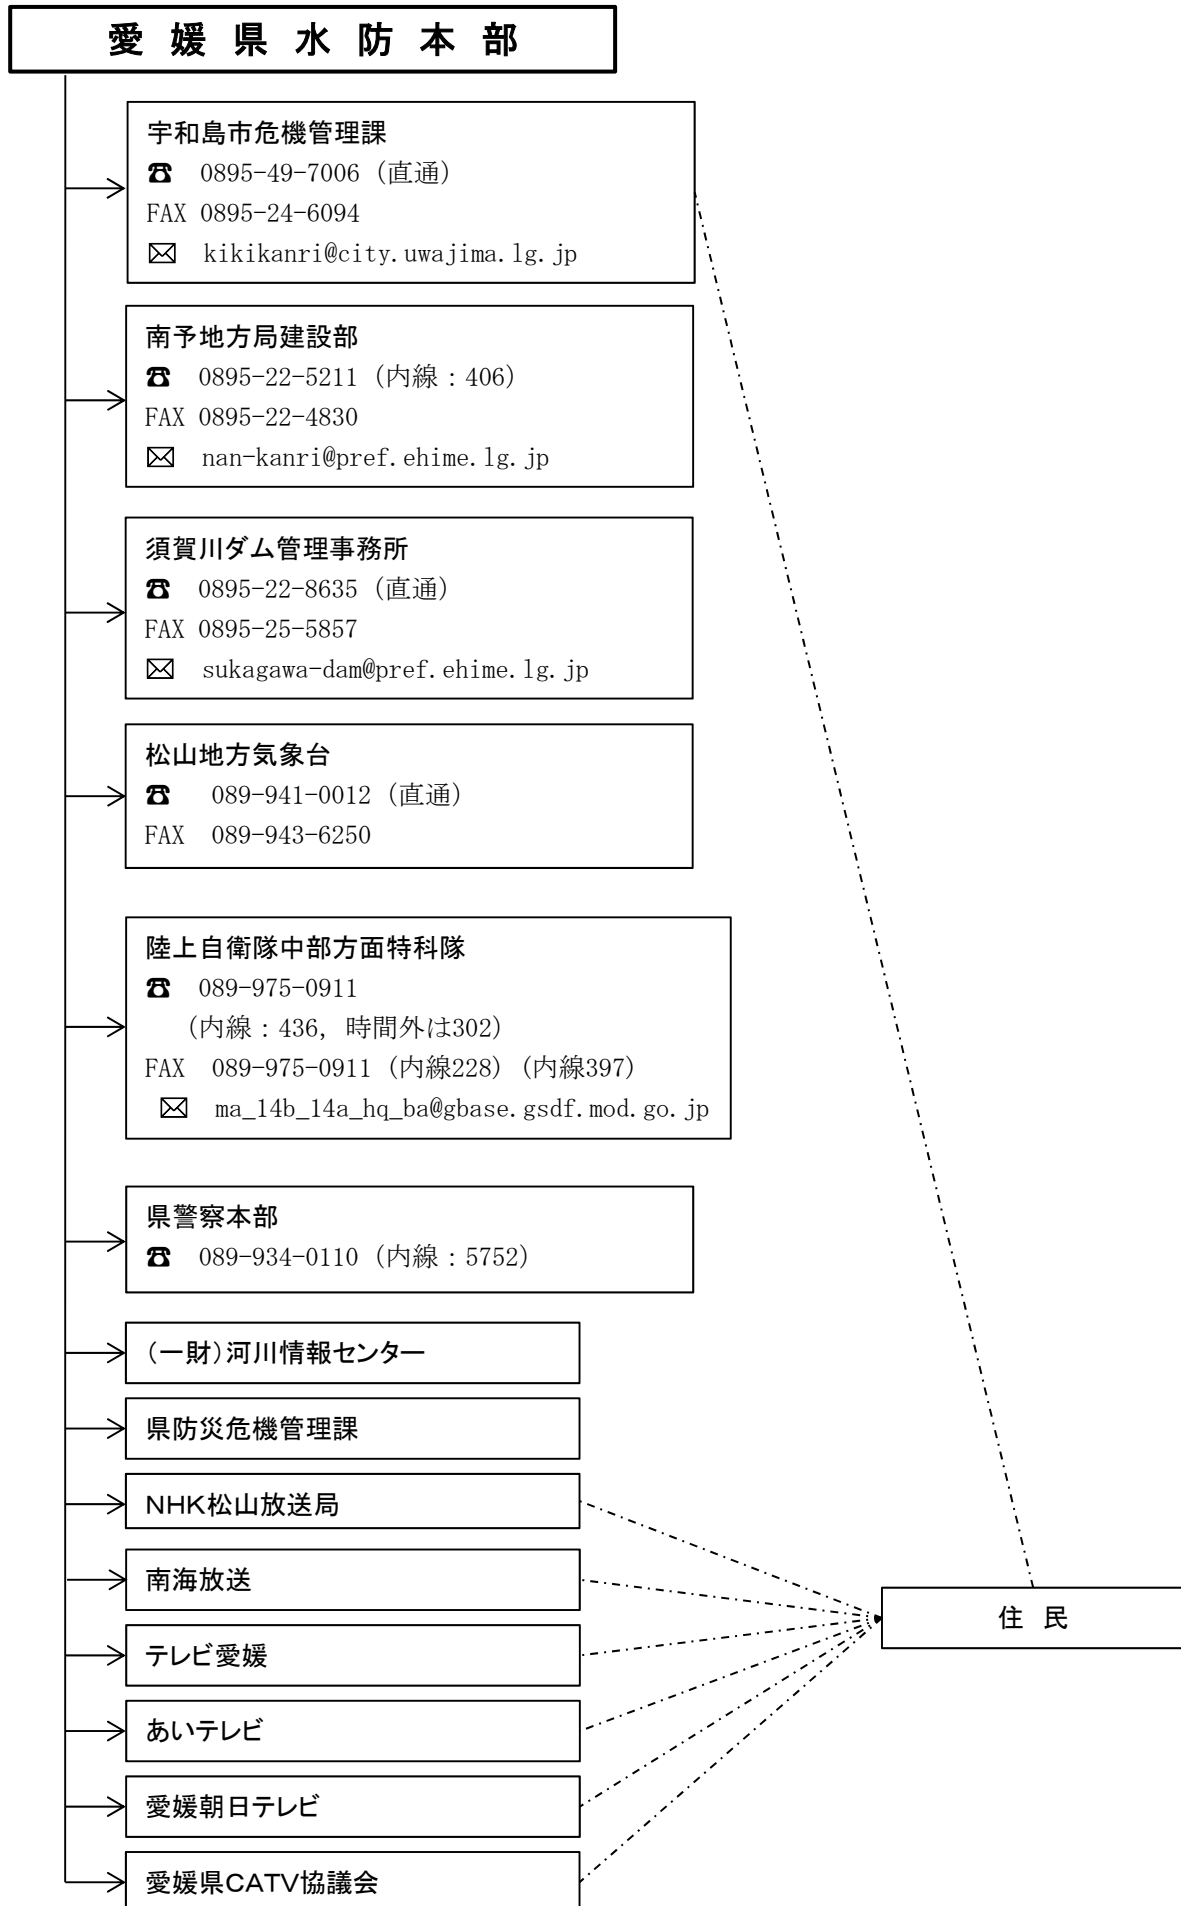 愛媛県水防本部
宇和島市危機管理課
☎ 0895-49-7006（直通）
FAX 0895-24-6094
✉ kikikanri@city.uwajima.lg.jp
南予地方局建設部
☎ 0895-22-5211（内線：406）
FAX 0895-22-4830
✉ nan-kanri@pref.ehime.lg.jp
須賀川ダム管理事務所
☎ 0895-22-8635（直通）
FAX 0895-25-5857
✉ sukagawa-dam@pref.ehime.lg.jp
松山地方気象台
☎ 089-941-0012（直通）
FAX 089-943-6250
陸上自衛隊中部方面特科隊
☎ 089-975-0911
（内線：436，時間外は302）
FAX 089-975-0911（内線228）（内線397）
✉ ma_14b_14a_hq_ba@gbase.gsdf.mod.go.jp
県警察本部
☎ 089-934-0110（内線：5752）
（一財）河川情報センター
県防災危機管理課
NHK松山放送局
南海放送
住民
テレビ愛媛
あいテレビ
愛媛朝日テレビ
愛媛県CATV協議会